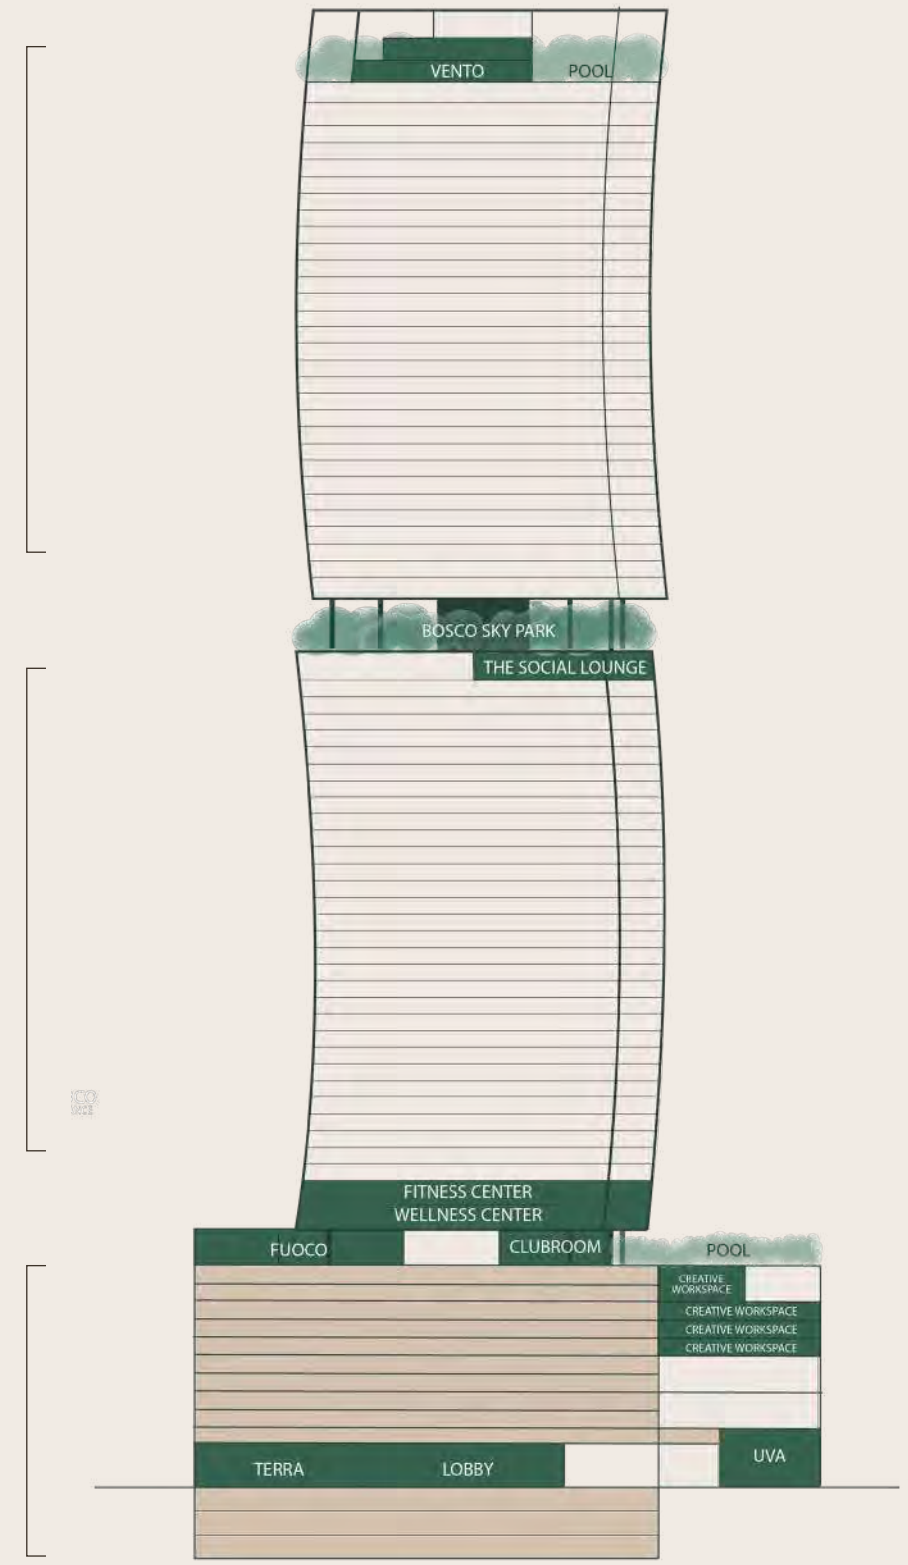 VENTO
POOL
BOSCO SKY PARK
THE SOCIAL LOUNGE
FITNESS CENTER
WELLNESS CENTER
FUOCO
CLUBROOM
POOL
CREATIVE
WORKSPACE
CREATIVE WORKSPACE
CREATIVE WORKSPACE
CREATIVE WORKSPACE
UVA
TERRA
LOBBY